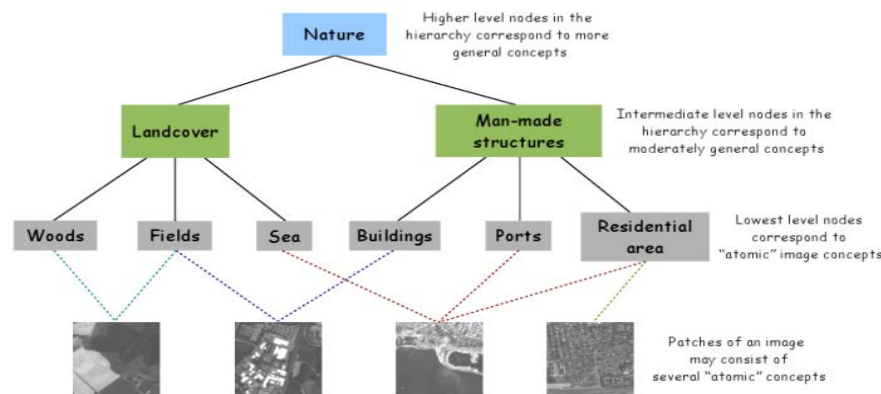 Nature
Higher level nodes in the
hierarchy correspond to more
general concepts
Landcover
Man-made
structures
Intermediate level nodes in the
hierarchy correspond to
moderately general concepts
Woods
Fields
Sea
Buildings
Ports
Residential
area
Lowest level nodes
correspond to
"atomic" image concepts
Patches of an image
may consist of
several "atomic" concepts